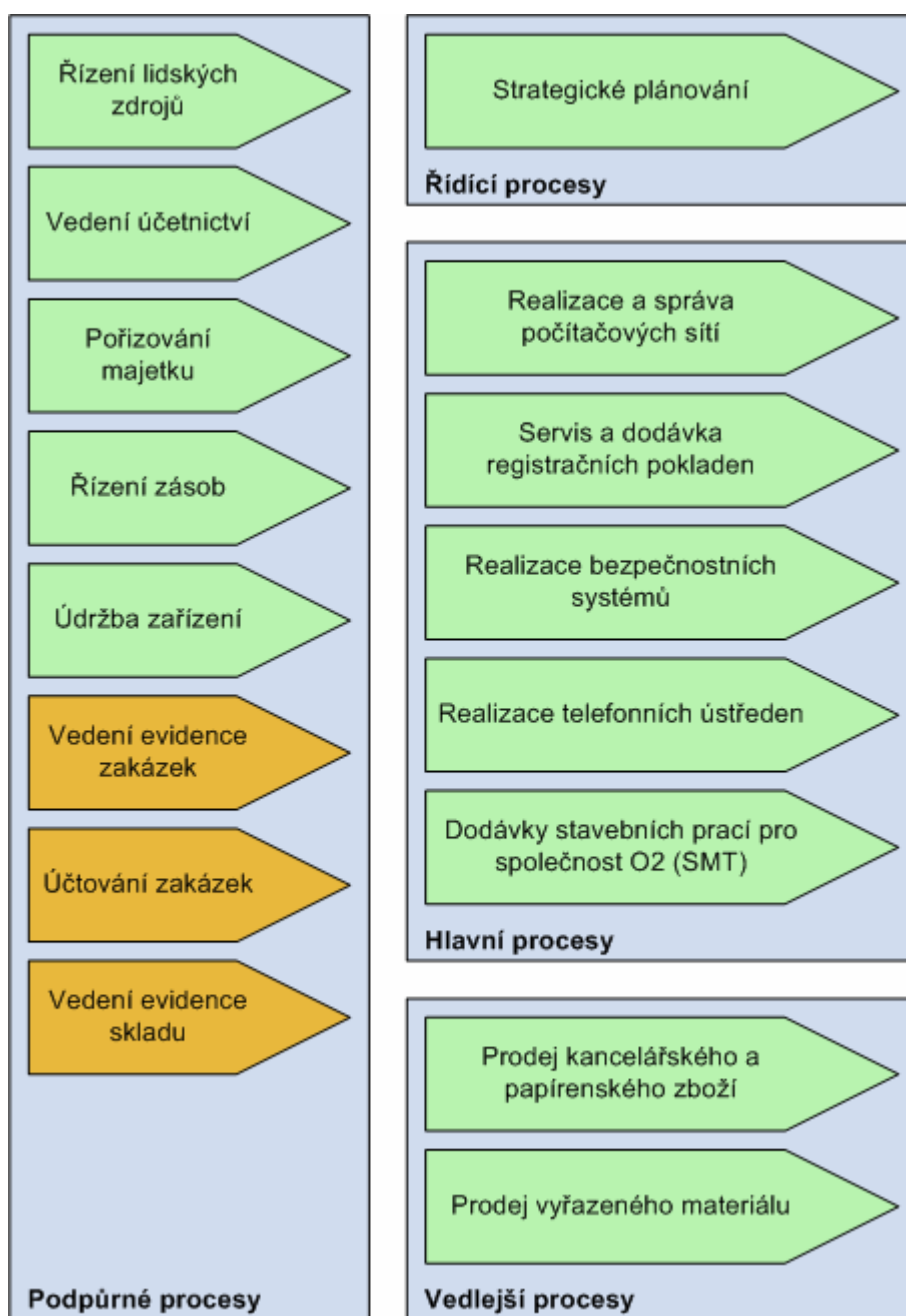 Řízení lidských
zdrojů
Vedení účetnictví
Pořizování
majetku
Řízení zásob
Údržba zařízení
Vedení evidence
zakázek
Účtování zakázek
Vedení evidence
skladu
Podpůrné procesy
Strategické plánování
Řídící procesy
Realizace a správa
počítačových sítí
Servis a dodávka
registračních pokladen
Realizace bezpečnostních
systémů
Realizace telefonních ústředen
Dodávky stavebních prací pro
společnost O2 (SMT)
Hlavní procesy
Prodej kancelářského a
papírenského zboží
Prodej vyřazeného materiálu
Vedlejší procesy